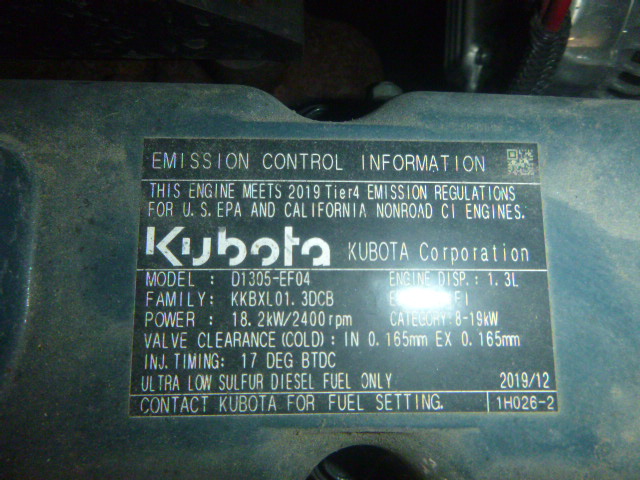 EMISSION CONTROL INFORMATION
THIS ENGINE MEETS 2019 Tier4 EMISSION REGULATIONS
FOR U.S. EPA AND CALIFORNIA NONROAD CI ENGINES.
Kubota KUBOTA Corporation
MODEL : D1305-EF04 ENGINE DISP.: 1.3L
FAMILY: KKBXL01.3DCB
POWER : 18.2kW/2400rpm CATEGORY: 8-19kW
VALVE CLEARANCE(COLD): IN 0.165mm EX 0.165mm
INJ.TIMING: 17 DEG BTDC
ULTRA LOW SULFUR DIESEL FUEL ONLY 2019/12
CONTACT KUBOTA FOR FUEL SETTING. 1H026-2